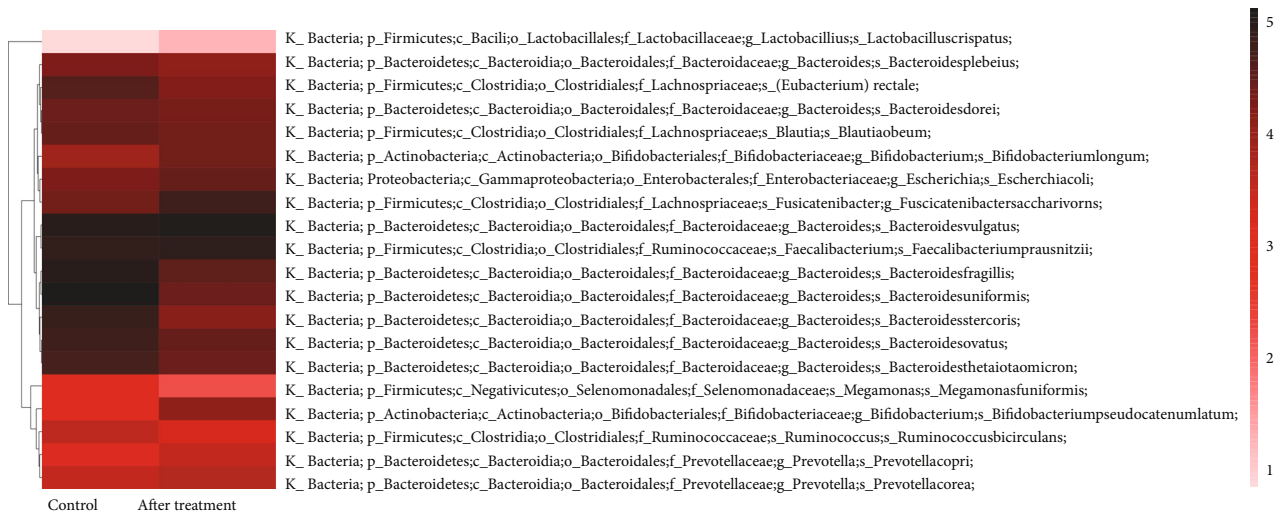 K_ Bacteria; p_Firmicutes;c_Bacili;o_Lactobacillales;f_Lactobacillaceae;g_Lactobacillius;s_Lactobacilluscrispatus;
K_ Bacteria; p_Bacteroidetes;c_Bacteroidia;o_Bacteroidales;f_Bacteroidaceae;g_Bacteroides;s_Bacteroidesplebeius;
K_ Bacteria; p_Firmicutes;c_Clostridia;o_Clostridiales;f_Lachnospriaceae;s_(Eubacterium) rectale;
K_ Bacteria; p_Bacteroidetes;c_Bacteroidia;o_Bacteroidales;f_Bacteroidaceae;g_Bacteroides;s_Bacteroidesdorei;
K_ Bacteria; p_Firmicutes;c_Clostridia;o_Clostridiales;f_Lachnospriaceae;s_Blautia;s_Blautiaobeum;
K_ Bacteria; p_Actinobacteria;c_Actinobacteria;o_Bifidobacteriales;f_Bifidobacteriaceae;g_Bifidobacterium;s_Bifidobacteriumlongum;
K_ Bacteria; Proteobacteria;c_Gammaproteobacteria;o_Enterobacterales;f_Enterobacteriaceae;g_Escherichia;s_Escherchiacoli;
K_ Bacteria; p_Firmicutes;c_Clostridia;o_Clostridiales;f_Lachnospriaceae;s_Fusicatenibacter;g_Fuscicatenibactersaccharivorns;
K_ Bacteria; p_Bacteroidetes;c_Bacteroidia;o_Bacteroidales;f_Bacteroidaceae;g_Bacteroides;s_Bacteroidesvulgatus;
K_ Bacteria; p_Firmicutes;c_Clostridia;o_Clostridiales;f_Ruminococcaceae;s_Faecalibacterium;s_Faecalibacteriumprausnitzii;
K_ Bacteria; p_Bacteroidetes;c_Bacteroidia;o_Bacteroidales;f_Bacteroidaceae;g_Bacteroides;s_Bacteroidesfragillis;
K_ Bacteria; p_Bacteroidetes;c_Bacteroidia;o_Bacteroidales;f_Bacteroidaceae;g_Bacteroides;s_Bacteroidesuniformis;
K_ Bacteria; p_Bacteroidetes;c_Bacteroidia;o_Bacteroidales;f_Bacteroidaceae;g_Bacteroides;s_Bacteroidesstercoris;
K_ Bacteria; p_Bacteroidetes;c_Bacteroidia;o_Bacteroidales;f_Bacteroidaceae;g_Bacteroides;s_Bacteroidesovatus;
K_ Bacteria; p_Bacteroidetes;c_Bacteroidia;o_Bacteroidales;f_Bacteroidaceae;g_Bacteroides;s_Bacteroidesthetaiotaomicron;
K_ Bacteria; p_Firmicutes;c_Negativicutes;o_Selenomonadales;f_Selenomonadaceae;s_Megamonas;s_Megamonasfuniformis;
K_ Bacteria; p_Actinobacteria;c_Actinobacteria;o_Bifidobacteriales;f_Bifidobacteriaceae;g_Bifidobacterium;s_Bifidobacteriumpseudocatenumlatum;
K_ Bacteria; p_Firmicutes;c_Clostridia;o_Clostridiales;f_Ruminococcaceae;s_Ruminococcus;s_Ruminococcusbicirculans;
K_ Bacteria; p_Bacteroidetes;c_Bacteroidia;o_Bacteroidales;f_Prevotellaceae;g_Prevotella;s_Prevotellacopri;
K_ Bacteria; p_Bacteroidetes;c_Bacteroidia;o_Bacteroidales;f_Prevotellaceae;g_Prevotella;s_Prevotellacorea;
Control After treatment
5
4
3
2
1